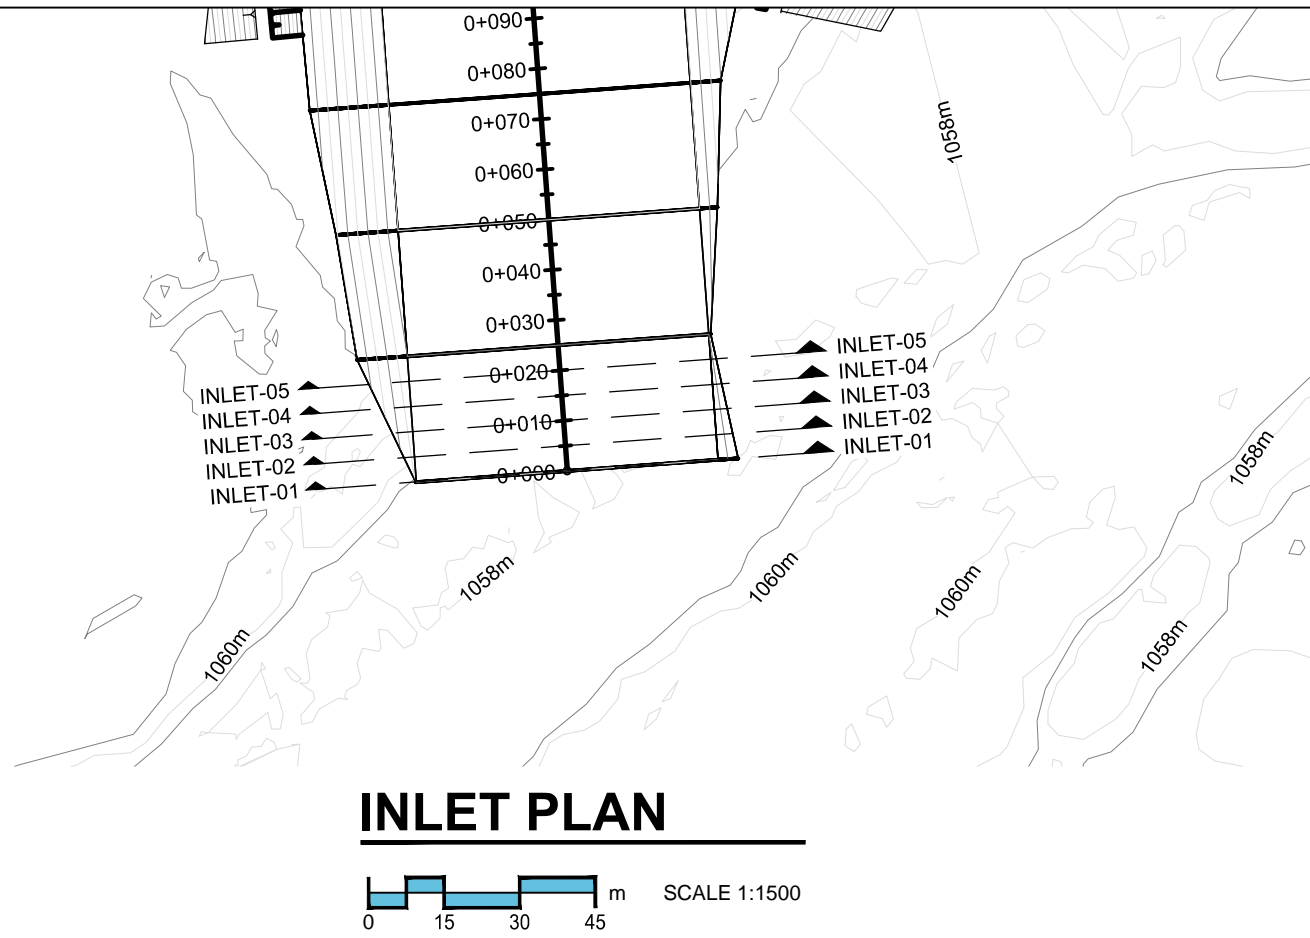 0+090
0+080
0+070
0+060
0+050
0+040
0+030
0+020
0+010
0+000
1058m
INLET-05
INLET-04
INLET-03
INLET-02
INLET-01
INLET-05
INLET-04
INLET-03
INLET-02
INLET-01
1058m
1058m
1060m
1060m
1060m
1058m
INLET PLAN
m SCALE 1:1500
0 15 30 45